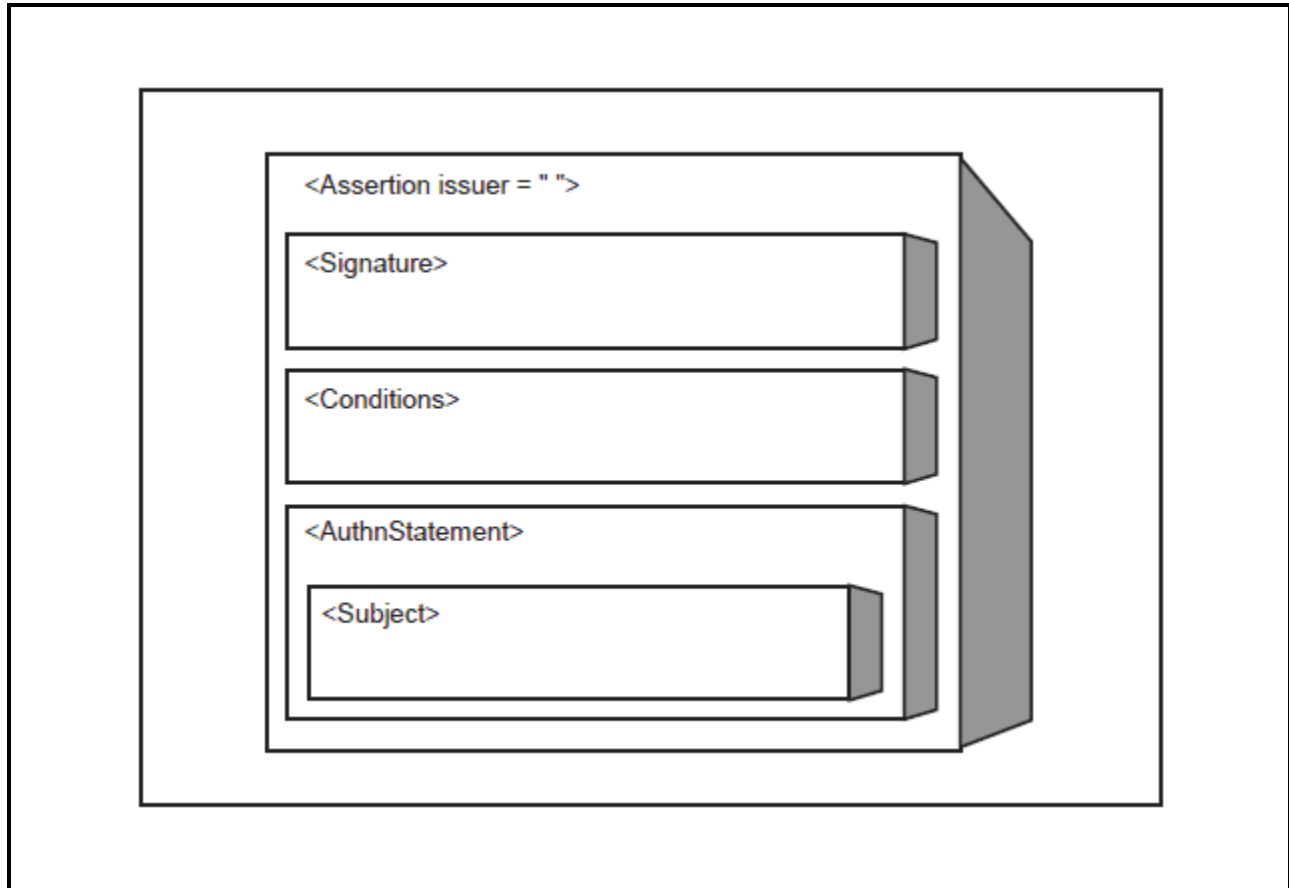 <Assertion issuer = " ">
<Signature>
<Conditions>
<AuthnStatement>
<Subject>